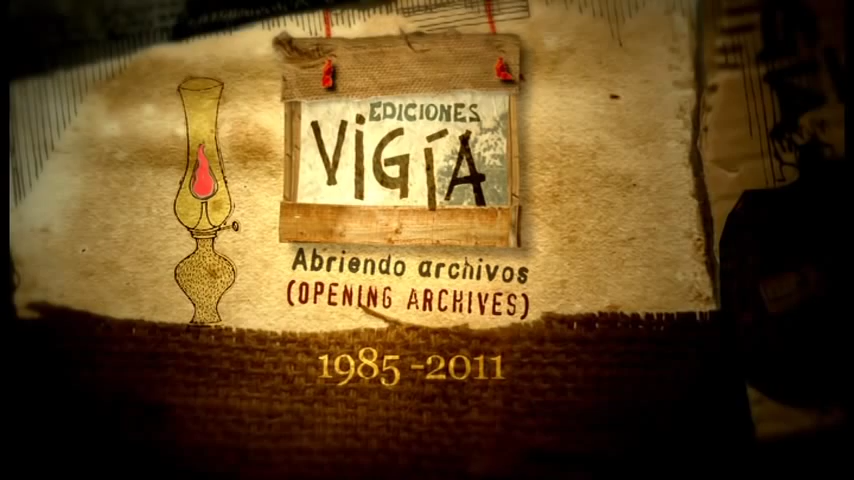 EDICIONES
VIGÍA
Abriendo archivos
(OPENING ARCHIVES)
1985 -2011